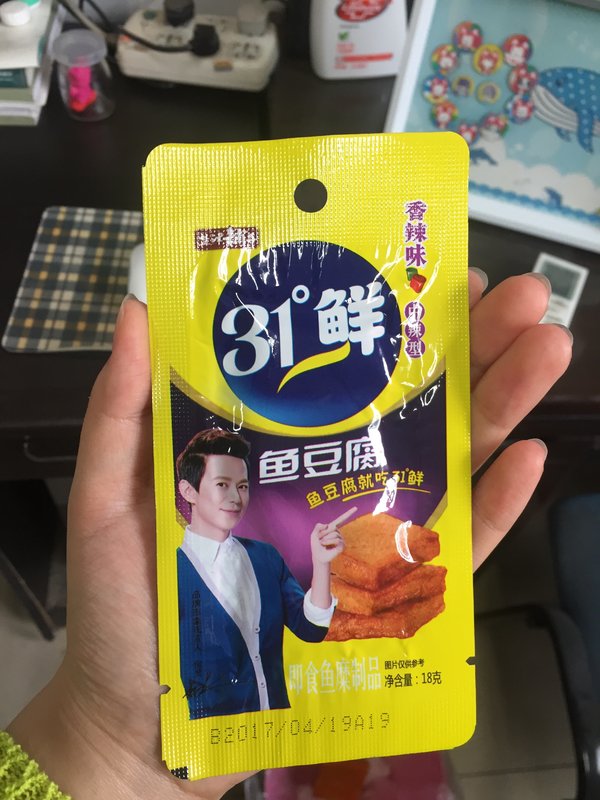 香辣味
中辣型
31°鲜
鱼豆腐
鱼豆腐就吃31°鲜
即食鱼糜制品
图片仅供参考
净含量：18克
B2017/04/19A19